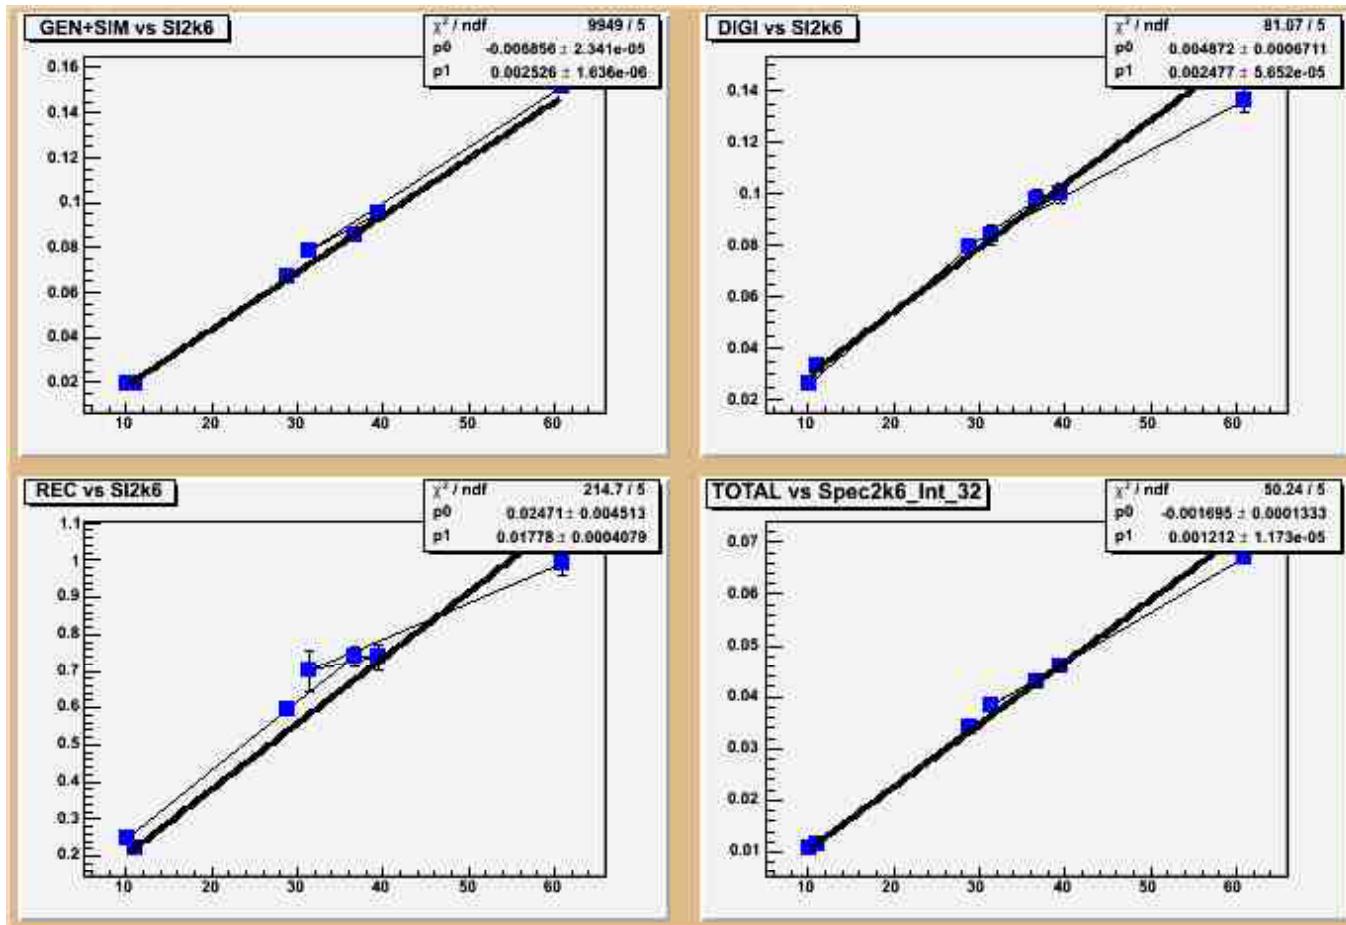 GEN+SIM vs SI2k6
χ² / ndf 9949 / 5
p0 -0.006856 ± 2.341e-05
p1 0.002526 ± 1.636e-06
0.16
0.14
0.12
0.1
0.08
0.06
0.04
0.02
10 20 30 40 50 60
DIGI vs SI2k6
χ² / ndf 81.07 / 5
p0 0.004872 ± 0.0006711
p1 0.002477 ± 5.652e-05
0.14
0.12
0.1
0.08
0.06
0.04
0.02
10 20 30 40 50 60
REC vs SI2k6
χ² / ndf 214.7 / 5
p0 0.02471 ± 0.004513
p1 0.01778 ± 0.0004079
1.1
1
0.9
0.8
0.7
0.6
0.5
0.4
0.3
0.2
10 20 30 40 50 60
TOTAL vs Spec2k6_Int_32
χ² / ndf 50.24 / 5
p0 -0.001695 ± 0.0001333
p1 0.001212 ± 1.173e-05
0.07
0.06
0.05
0.04
0.03
0.02
0.01
10 20 30 40 50 60